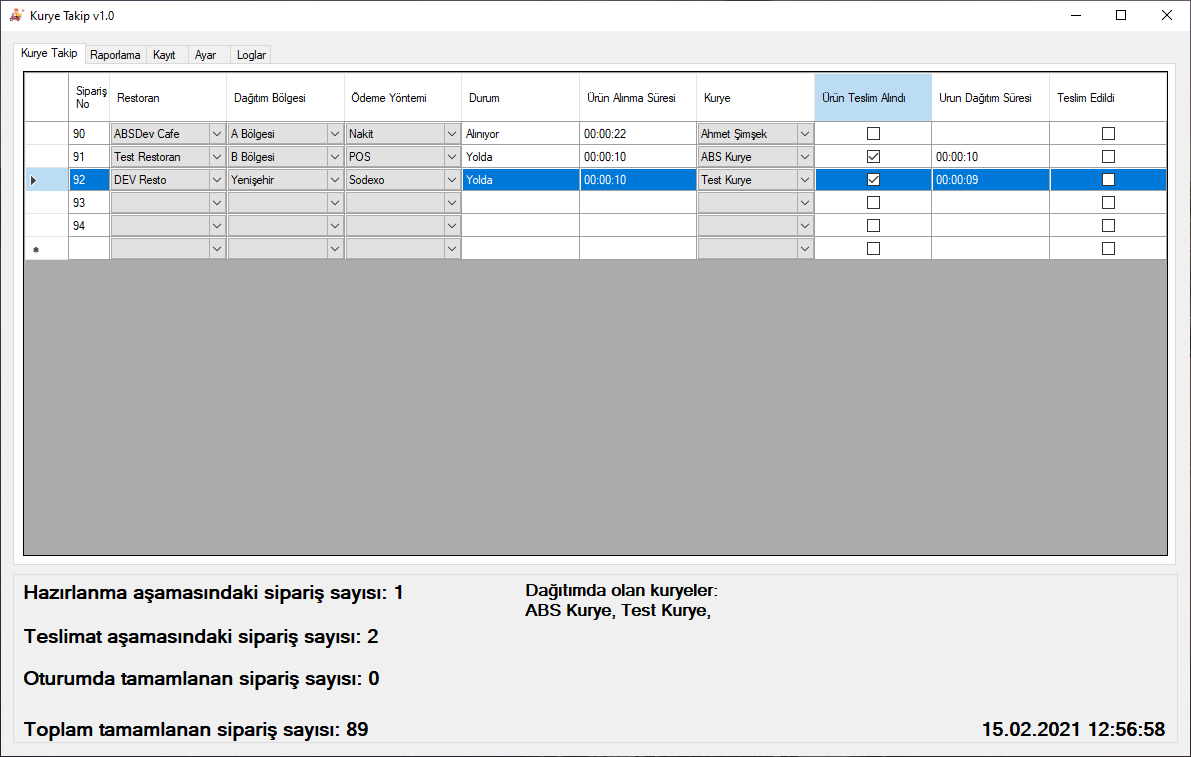 Kurye Takip v1.0
Kurye Takip Raporlama Kayıt Ayar Loglar
Sipariş No Restoran Dağıtım Bölgesi Ödeme Yöntemi Durum Ürün Alınma Süresi Kurye Ürün Teslim Alındı Urun Dağıtım Süresi Teslim Edildi
90 ABSDev Cafe A Bölgesi Nakit Alınıyor 00:00:22 Ahmet Şimşek
91 Test Restoran B Bölgesi POS Yolda 00:00:10 ABS Kurye 00:00:10
92 DEV Resto Yenişehir Sodexo Yolda 00:00:10 Test Kurye 00:00:09
93
94
Hazırlanma aşamasındaki sipariş sayısı: 1
Teslimat aşamasındaki sipariş sayısı: 2
Oturumda tamamlanan sipariş sayısı: 0
Toplam tamamlanan sipariş sayısı: 89
Dağıtımda olan kuryeler:
ABS Kurye, Test Kurye,
15.02.2021 12:56:58